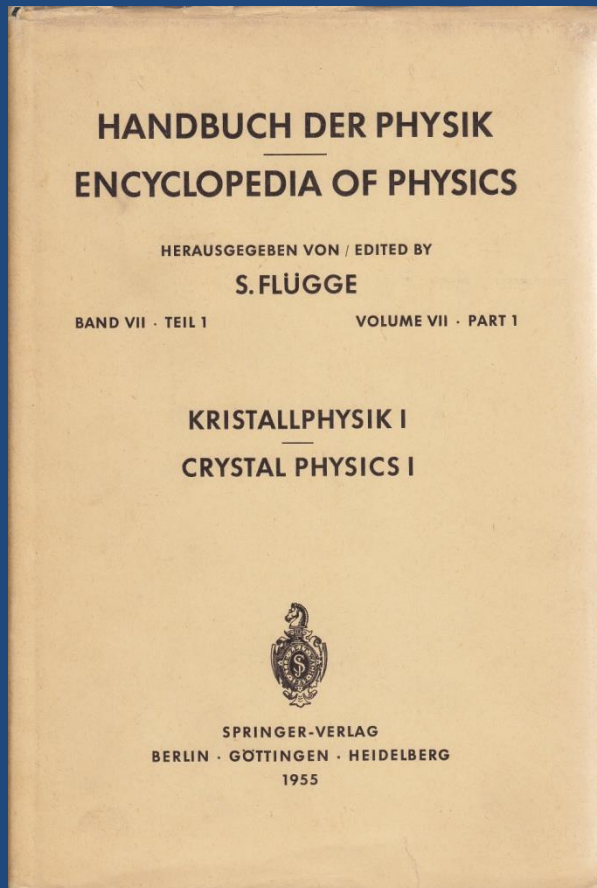 HANDBUCH DER PHYSIK
ENCYCLOPEDIA OF PHYSICS
HERAUSGEGEBEN VON / EDITED BY
S. FLÜGGE
BAND VII · TEIL 1 VOLUME VII · PART 1
KRISTALLPHYSIK I
CRYSTAL PHYSICS I
SPRINGER-VERLAG
BERLIN · GÖTTINGEN · HEIDELBERG
1955